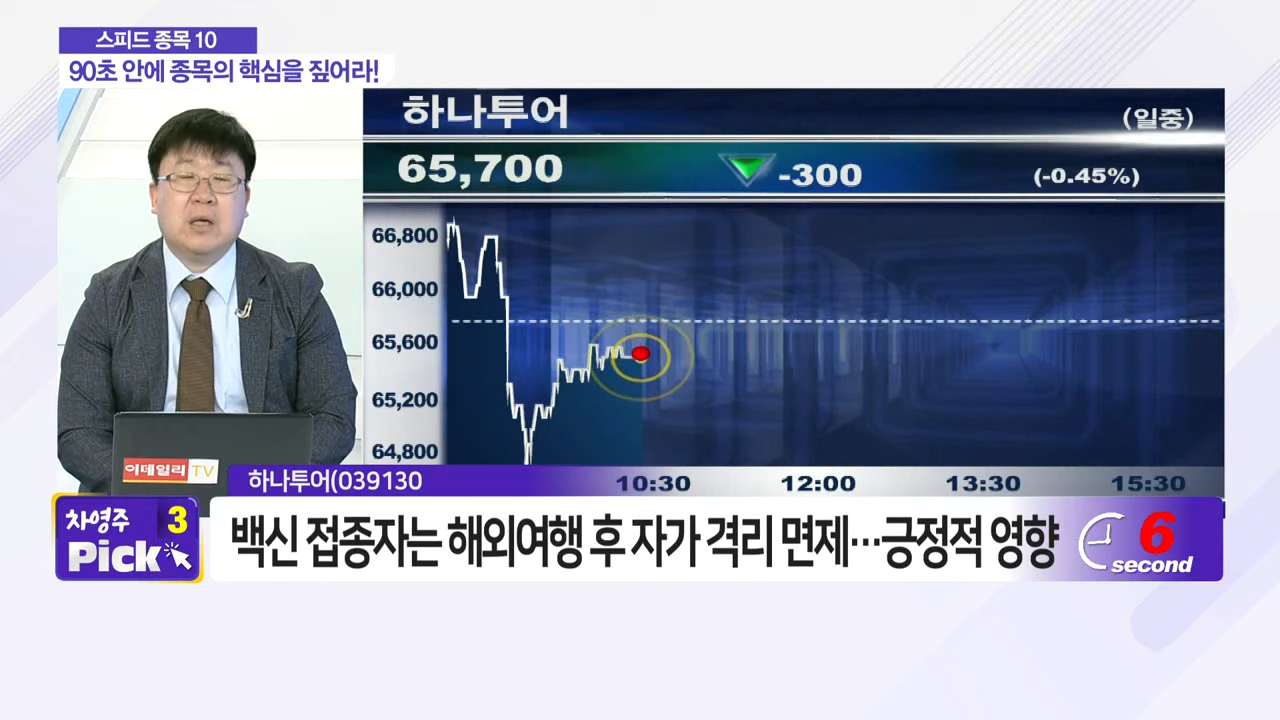 스피드 종목 10
90초 안에 종목의 핵심을 짚어라!
하나투어 (일중)
65,700 -300 (-0.45%)
66,800
66,000
65,600
65,200
64,800
이데일리 TV
하나투어(039130
10:30 12:00 13:30 15:30
차영주 3
Pick
백신 접종자는 해외여행 후 자가 격리 면제…긍정적 영향
6
second